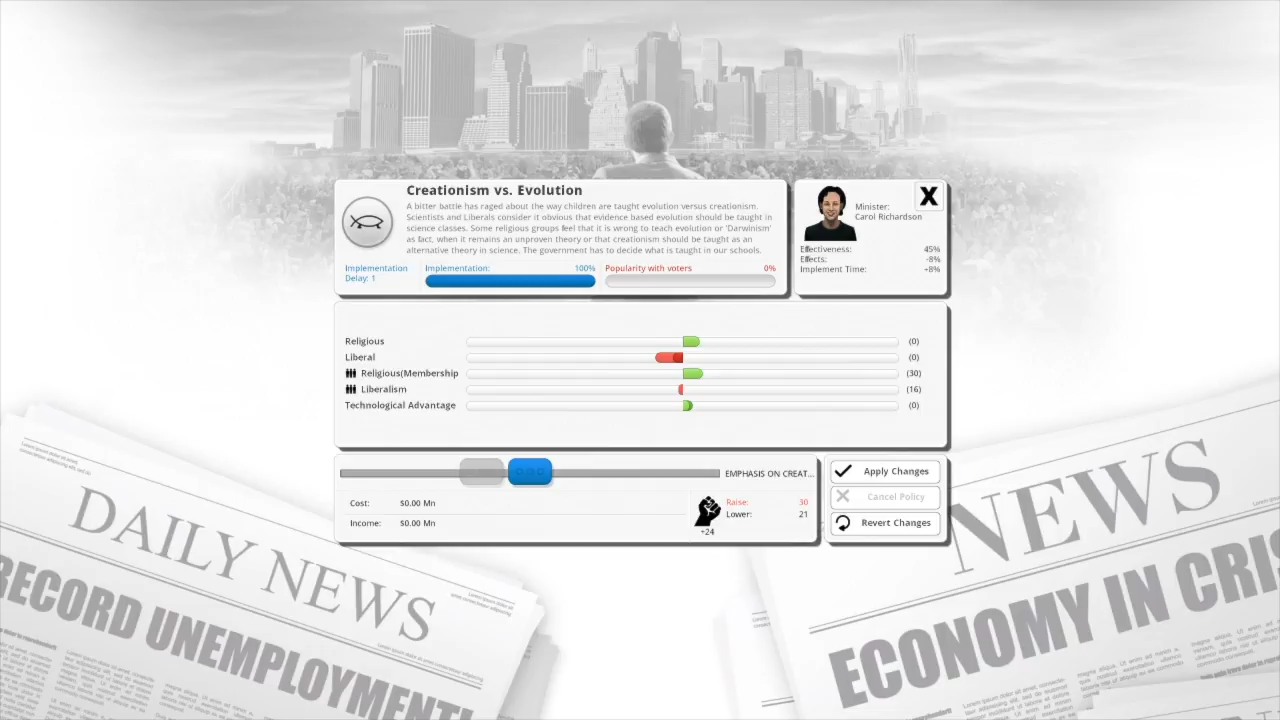 Creationism vs. Evolution
A bitter battle has raged about the way children are taught evolution versus creationism.
Scientists and Liberals consider it obvious that evidence based evolution should be taught in
science classes. Some religious groups feel that it is wrong to teach evolution or 'Darwinism'
as fact, when it remains an unproven theory or that creationism should be taught as an
alternative theory in science. The government has to decide what is taught in our schools.
Implementation
Delay: 1
Implementation: 100%
Popularity with voters 0%
X
Minister:
Carol Richardson
Effectiveness: 45%
Effects: -8%
Implement Time: +8%
Religious (0)
Liberal (0)
Religious(Membership (30)
Liberalism (16)
Technological Advantage (0)
EMPHASIS ON CREAT...
Cost: $0.00 Mn
Income: $0.00 Mn
Raise: 30
Lower: 21
+24
Apply Changes
Cancel Policy
Revert Changes
DAILY NEWS
RECORD UNEMPLOYMENT!
NEWS
ECONOMY IN CRIS